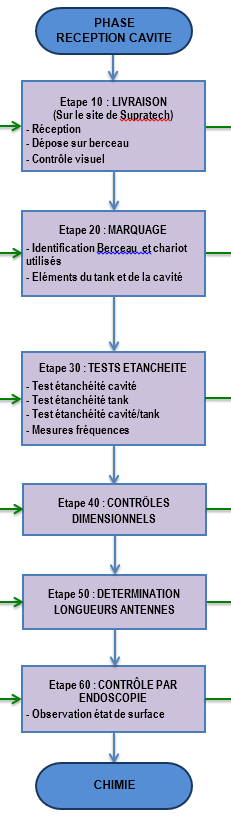 PHASE
RECEPTION CAVITE
Etape 10 : LIVRAISON
(Sur le site de Supratech)
- Réception
- Dépose sur berceau
- Contrôle visuel
Etape 20 : MARQUAGE
- Identification Berceau et chariot
utilisés
- Eléments du tank et de la cavité
Etape 30 : TESTS ETANCHEITE
- Test étanchéité cavité
- Test étanchéité tank
- Test étanchéité cavité/tank
- Mesures fréquences
Etape 40 : CONTRÔLES
DIMENSIONNELS
Etape 50 : DETERMINATION
LONGUEURS ANTENNES
Etape 60 : CONTRÔLE PAR
ENDOSCOPIE
- Observation état de surface
CHIMIE